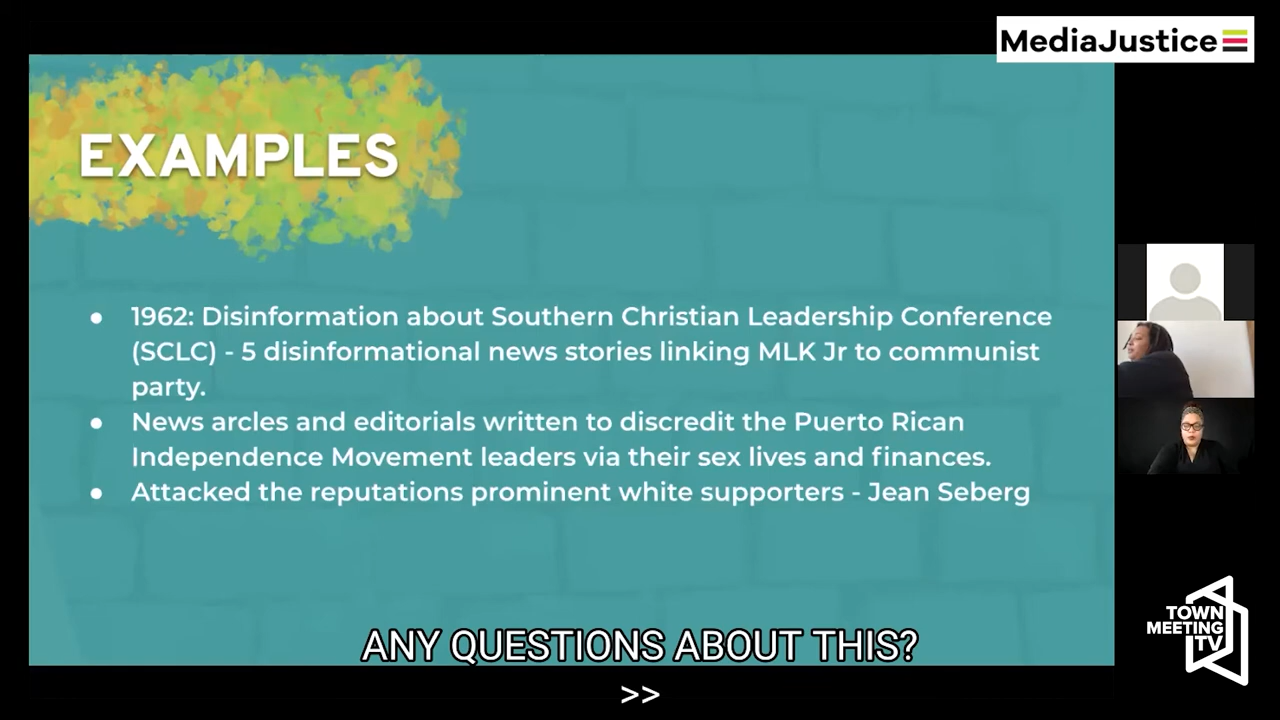 MediaJustice
EXAMPLES
● 1962: Disinformation about Southern Christian Leadership Conference
(SCLC) - 5 disinformational news stories linking MLK Jr to communist
party.
● News arcles and editorials written to discredit the Puerto Rican
Independence Movement leaders via their sex lives and finances.
● Attacked the reputations prominent white supporters - Jean Seberg
TOWN
MEETING
TV
ANY QUESTIONS ABOUT THIS?
>>